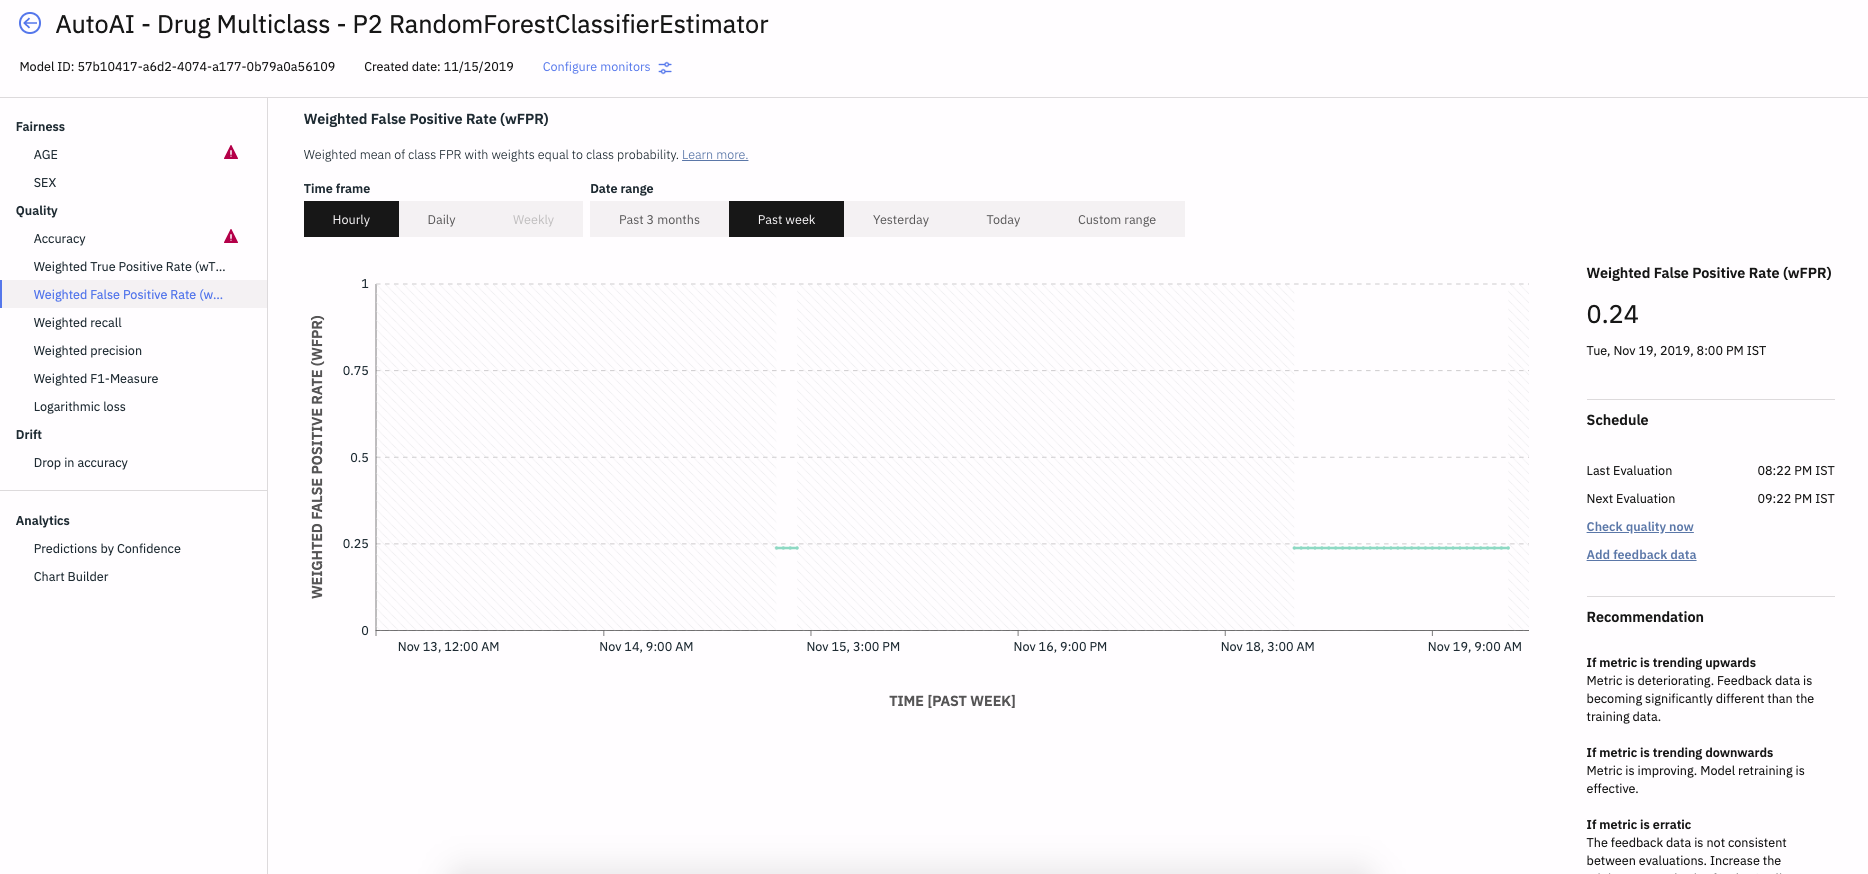 AutoAI - Drug Multiclass - P2 RandomForestClassifierEstimator
Model ID: 57b10417-a6d2-4074-a177-0b79a0a56109 Created date: 11/15/2019 Configure monitors
Fairness
AGE
SEX
Quality
Accuracy
Weighted True Positive Rate (wT...
Weighted False Positive Rate (w...
Weighted recall
Weighted precision
Weighted F1-Measure
Logarithmic loss
Drift
Drop in accuracy
Analytics
Predictions by Confidence
Chart Builder
Weighted False Positive Rate (wFPR)
Weighted mean of class FPR with weights equal to class probability. Learn more.
Time frame Date range
Hourly Daily Weekly Past 3 months Past week Yesterday Today Custom range
WEIGHTED FALSE POSITIVE RATE (WFPR)
1
0.75
0.5
0.25
0
Nov 13, 12:00 AM Nov 14, 9:00 AM Nov 15, 3:00 PM Nov 16, 9:00 PM Nov 18, 3:00 AM Nov 19, 9:00 AM
TIME [PAST WEEK]
Weighted False Positive Rate (wFPR)
0.24
Tue, Nov 19, 2019, 8:00 PM IST
Schedule
Last Evaluation 08:22 PM IST
Next Evaluation 09:22 PM IST
Check quality now
Add feedback data
Recommendation
If metric is trending upwards
Metric is deteriorating. Feedback data is
becoming significantly different than the
training data.
If metric is trending downwards
Metric is improving. Model retraining is
effective.
If metric is erratic
The feedback data is not consistent
between evaluations. Increase the